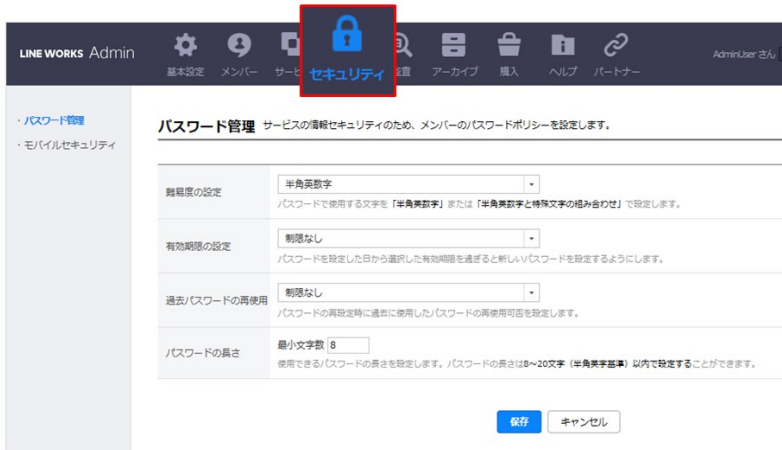 LINE WORKS Admin
基本設定 メンバー サービ セキュリティ 監査 アーカイブ 購入 ヘルプ パートナー AdminUser さん
・パスワード管理
・モバイルセキュリティ
パスワード管理 サービスの情報セキュリティのため、メンバーのパスワードポリシーを設定します。
難易度の設定 半角英数字
パスワードで使用する文字を「半角英数字」または「半角英数字と特殊文字の組み合わせ」で設定します。
有効期限の設定 制限なし
パスワードを設定した日から選択した有効期限を過ぎると新しいパスワードを設定するようにします。
過去パスワードの再使用 制限なし
パスワードの再設定時に過去に使用したパスワードの再使用可否を設定します。
パスワードの長さ 最小文字数 8
使用できるパスワードの長さを設定します。パスワードの長さは8～20文字（半角英字基準）以内で設定することができます。
保存 キャンセル